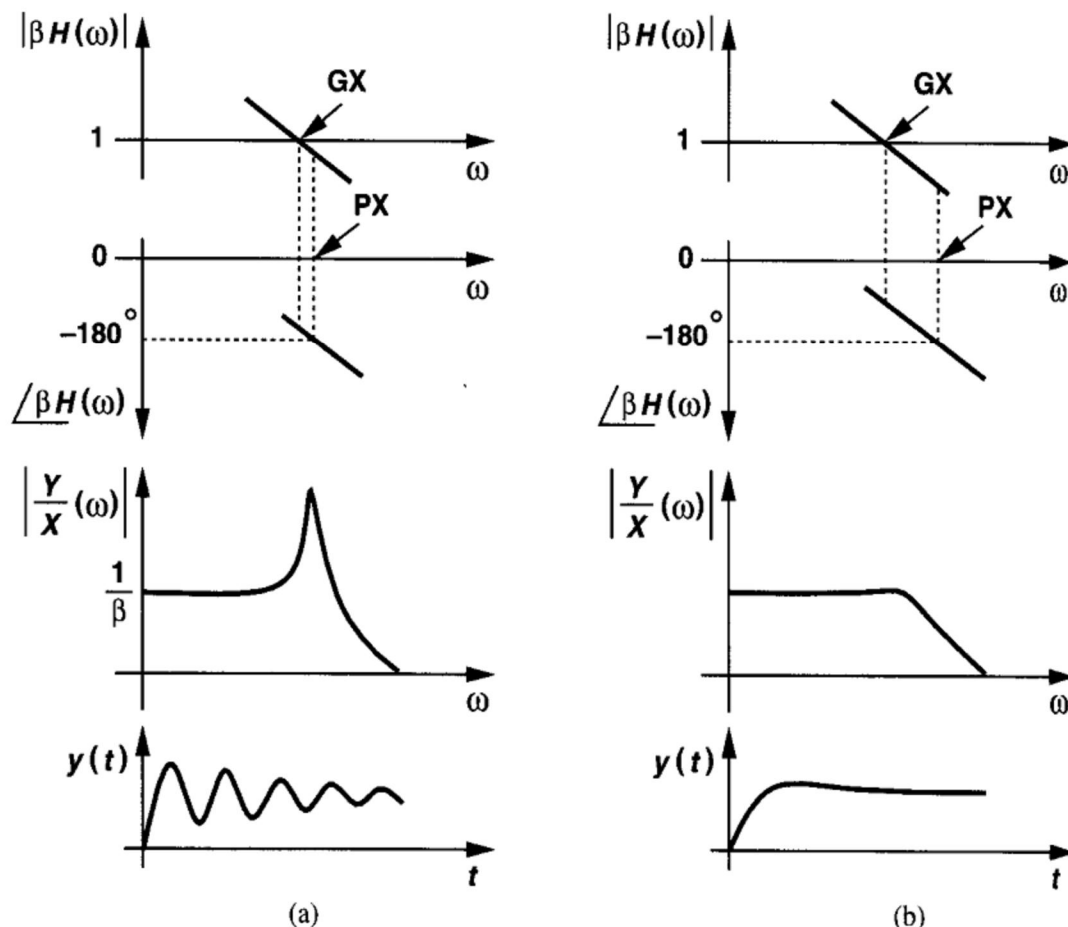 |βH(ω)|
GX
1
ω
PX
0
ω
−180°
∠βH(ω)
|Y/X (ω)|
1/β
ω
y(t)
t
(a)
|βH(ω)|
GX
1
ω
PX
0
ω
−180°
∠βH(ω)
|Y/X (ω)|
ω
y(t)
t
(b)